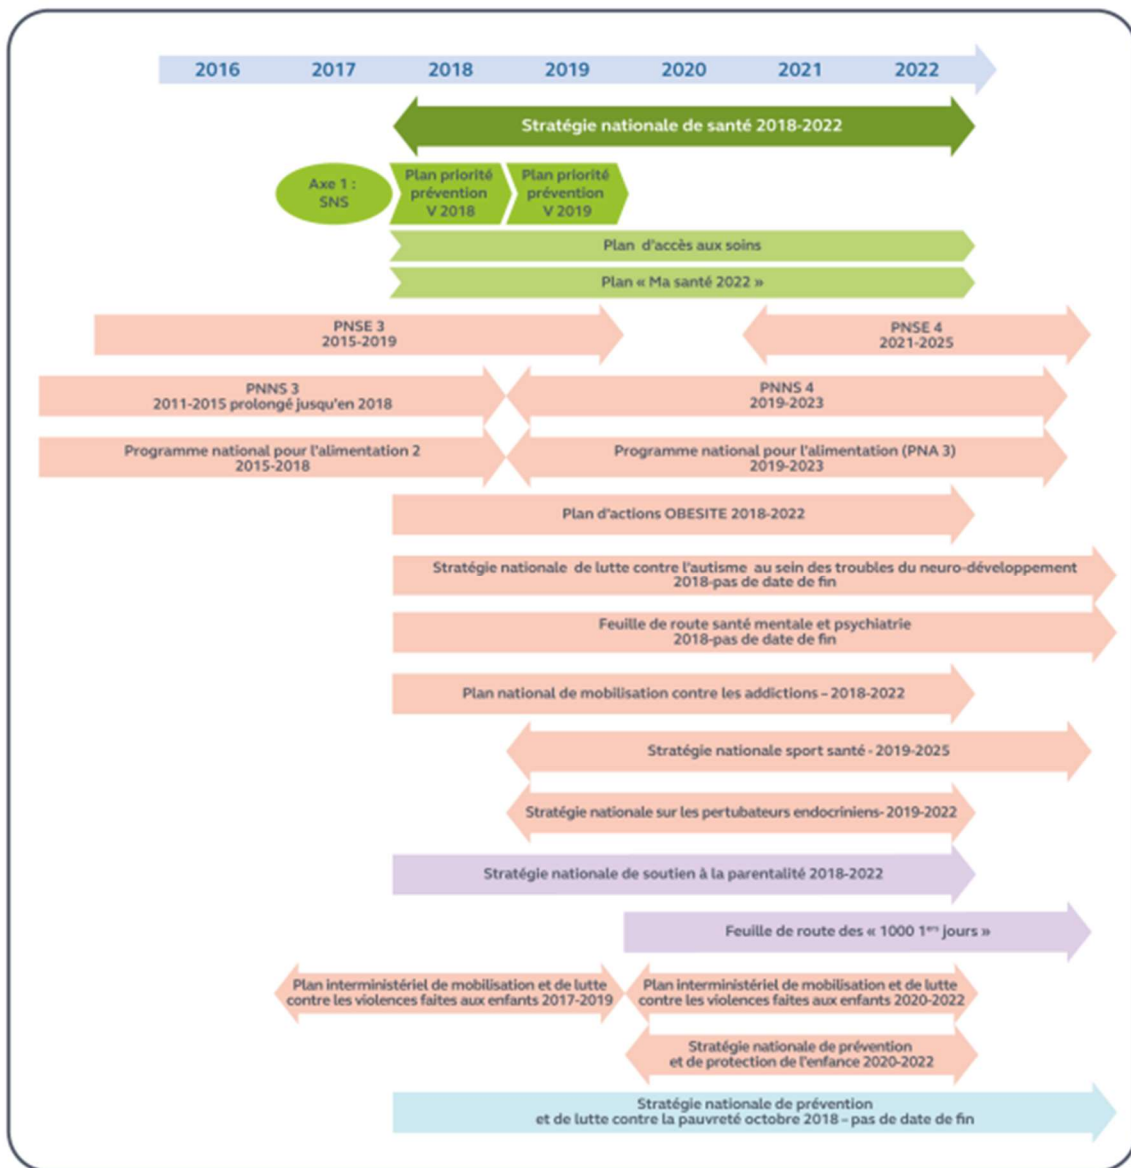 2016 2017 2018 2019 2020 2021 2022
Stratégie nationale de santé 2018-2022
Axe 1 :
SNS
Plan priorité
prévention
V 2018
Plan priorité
prévention
V 2019
Plan d'accès aux soins
Plan « Ma santé 2022 »
PNSE 3
2015-2019
PNSE 4
2021-2025
PNNS 3
2011-2015 prolongé jusqu'en 2018
PNNS 4
2019-2023
Programme national pour l'alimentation 2
2015-2018
Programme national pour l'alimentation (PNA 3)
2019-2023
Plan d'actions OBESITE 2018-2022
Stratégie nationale de lutte contre l'autisme au sein des troubles du neuro-développement
2018-pas de date de fin
Feuille de route santé mentale et psychiatrie
2018-pas de date de fin
Plan national de mobilisation contre les addictions – 2018-2022
Stratégie nationale sport santé - 2019-2025
Stratégie nationale sur les pertubateurs endocriniens- 2019-2022
Stratégie nationale de soutien à la parentalité 2018-2022
Feuille de route des « 1000 1ers jours »
Plan interministériel de mobilisation et de lutte
contre les violences faites aux enfants 2017-2019
Plan interministériel de mobilisation et de lutte
contre les violences faites aux enfants 2020-2022
Stratégie nationale de prévention
et de protection de l'enfance 2020-2022
Stratégie nationale de prévention
et de lutte contre la pauvreté octobre 2018 – pas de date de fin